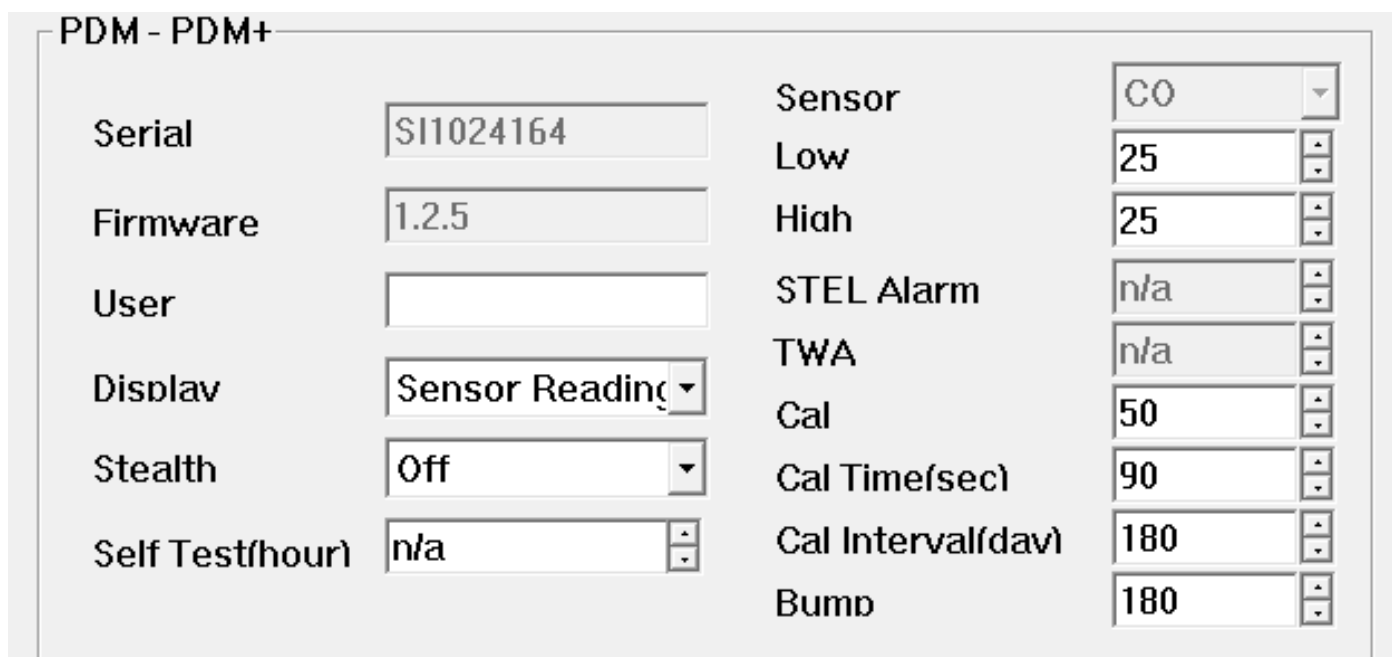 PDM - PDM+
Serial SI1024164
Firmware 1.2.5
User
Display Sensor Reading
Stealth Off
Self Test(hour) n/a
Sensor CO
Low 25
High 25
STEL Alarm n/a
TWA n/a
Cal 50
Cal Time(sec) 90
Cal Interval(day) 180
Bump 180